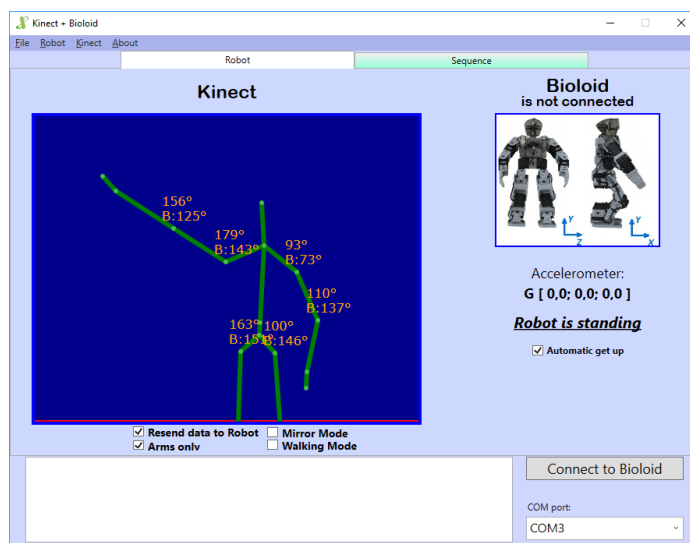 Kinect + Bioloid
File Robot Kinect About
Robot Sequence
Kinect
156°
B:125°
179°
B:143°
93°
B:73°
110°
B:137°
163° 100°
B:151° B:146°
Resend data to Robot Mirror Mode
Arms only Walking Mode
Bioloid
is not connected
Y
Z
Y
X
Accelerometer:
G [ 0,0; 0,0; 0,0 ]
Robot is standing
Automatic get up
Connect to Bioloid
COM port:
COM3